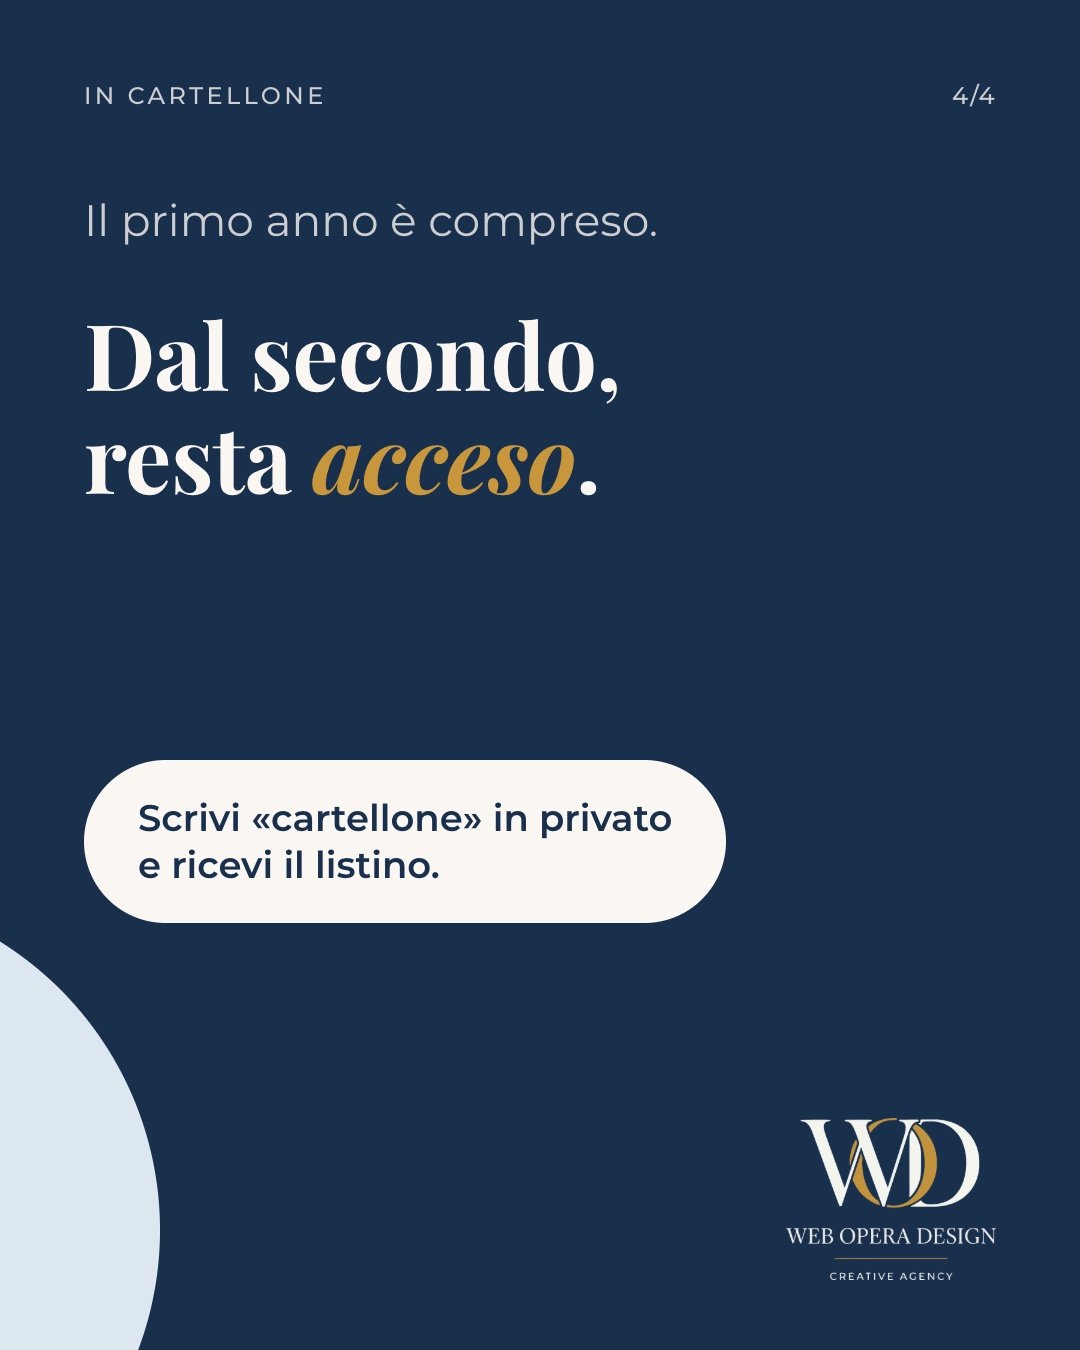 IN CARTELLONE
4/4
Il primo anno è compreso.
Dal secondo,
resta acceso.
Scrivi «cartellone» in privato
e ricevi il listino.
WOD
WEB OPERA DESIGN
CREATIVE AGENCY